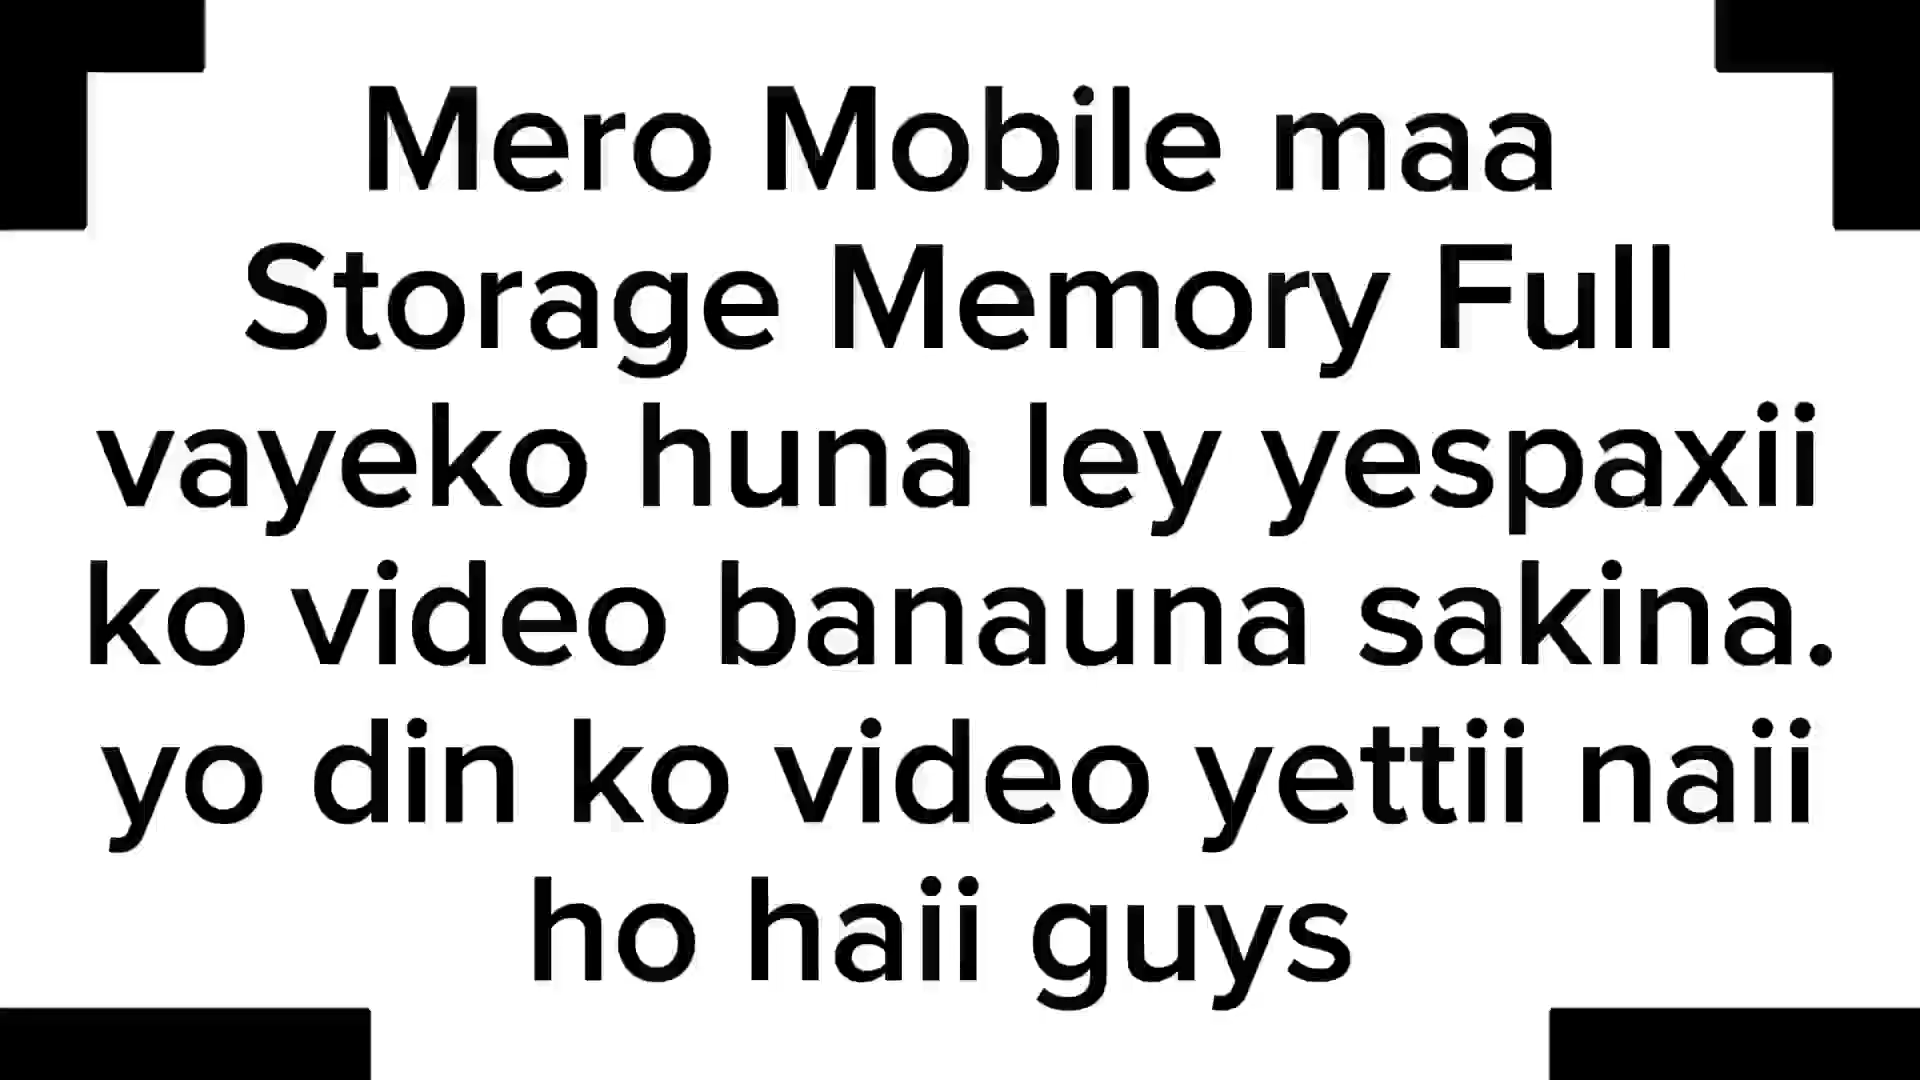 Mero Mobile maa
Storage Memory Full
vayeko huna ley yespaxii
ko video banauna sakina.
yo din ko video yettii naii
ho haii guys